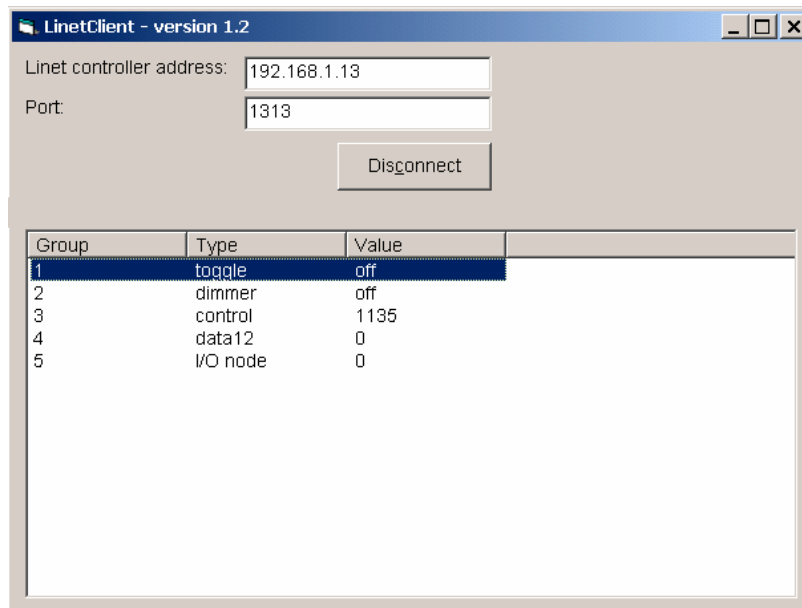 LinetClient - version 1.2
Linet controller address: 192.168.1.13
Port: 1313
Disconnect
Group Type Value
1 toggle off
2 dimmer off
3 control 1135
4 data12 0
5 I/O node 0